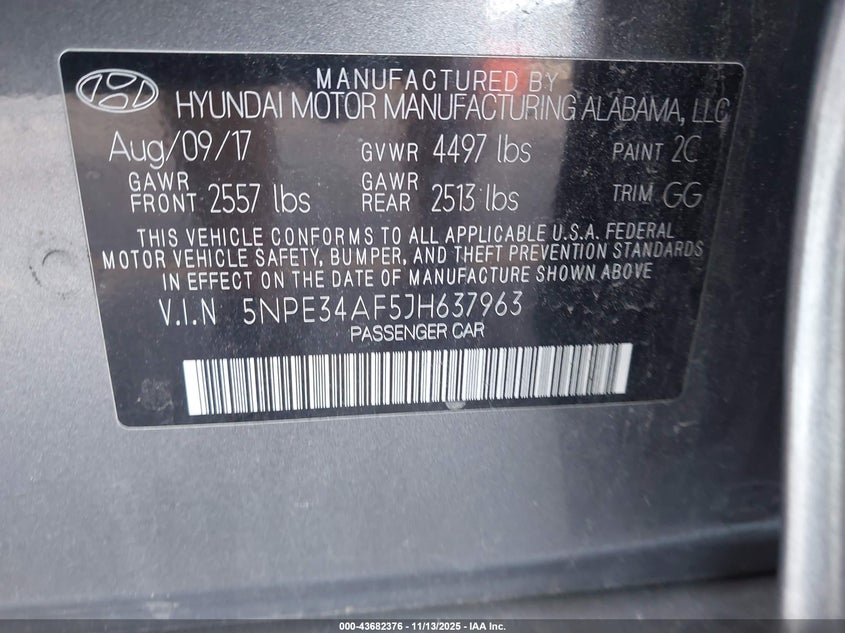 MANUFACTURED BY
HYUNDAI MOTOR MANUFACTURING ALABAMA, LLC
Aug/09/17 GVWR 4497 lbs PAINT 2C
GAWR FRONT 2557 lbs GAWR REAR 2513 lbs TRIM GG
THIS VEHICLE CONFORMS TO ALL APPLICABLE U.S.A. FEDERAL
MOTOR VEHICLE SAFETY, BUMPER, AND THEFT PREVENTION STANDARDS
IN EFFECT ON THE DATE OF MANUFACTURE SHOWN ABOVE
V.I.N 5NPE34AF5JH637963
PASSENGER CAR
000-43682376 - 11/13/2025 - IAA Inc.